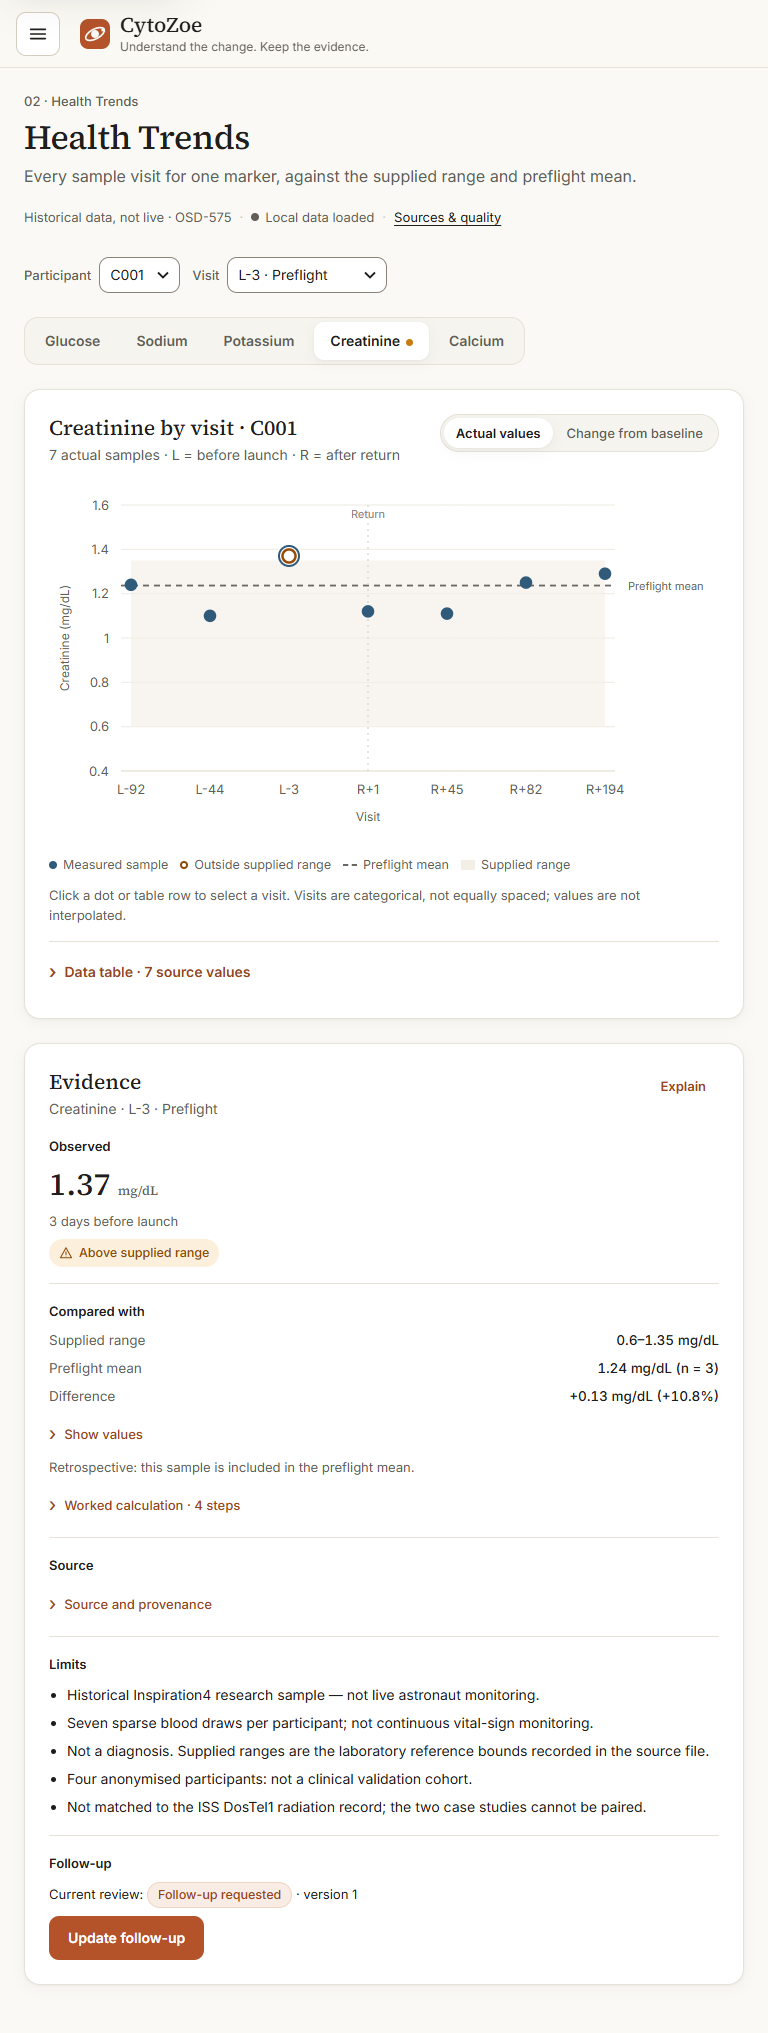 CytoZoe
Understand the change. Keep the evidence.
02 · Health Trends
Health Trends
Every sample visit for one marker, against the supplied range and preflight mean.
Historical data, not live · OSD-575 · Local data loaded · Sources & quality
Participant C001 Visit L-3 · Preflight
Glucose Sodium Potassium Creatinine Calcium
Creatinine by visit · C001
Actual values Change from baseline
7 actual samples · L = before launch · R = after return
1.6
Return
1.4
1.2
Preflight mean
1
0.8
0.6
0.4
Creatinine (mg/dL)
L-92 L-44 L-3 R+1 R+45 R+82 R+194
Visit
Measured sample Outside supplied range Preflight mean Supplied range
Click a dot or table row to select a visit. Visits are categorical, not equally spaced; values are not
interpolated.
Data table · 7 source values
Evidence
Explain
Creatinine · L-3 · Preflight
Observed
1.37 mg/dL
3 days before launch
Above supplied range
Compared with
Supplied range 0.6–1.35 mg/dL
Preflight mean 1.24 mg/dL (n = 3)
Difference +0.13 mg/dL (+10.8%)
Show values
Retrospective: this sample is included in the preflight mean.
Worked calculation · 4 steps
Source
Source and provenance
Limits
• Historical Inspiration4 research sample — not live astronaut monitoring.
• Seven sparse blood draws per participant; not continuous vital-sign monitoring.
• Not a diagnosis. Supplied ranges are the laboratory reference bounds recorded in the source file.
• Four anonymised participants: not a clinical validation cohort.
• Not matched to the ISS DosTel1 radiation record; the two case studies cannot be paired.
Follow-up
Current review: Follow-up requested · version 1
Update follow-up